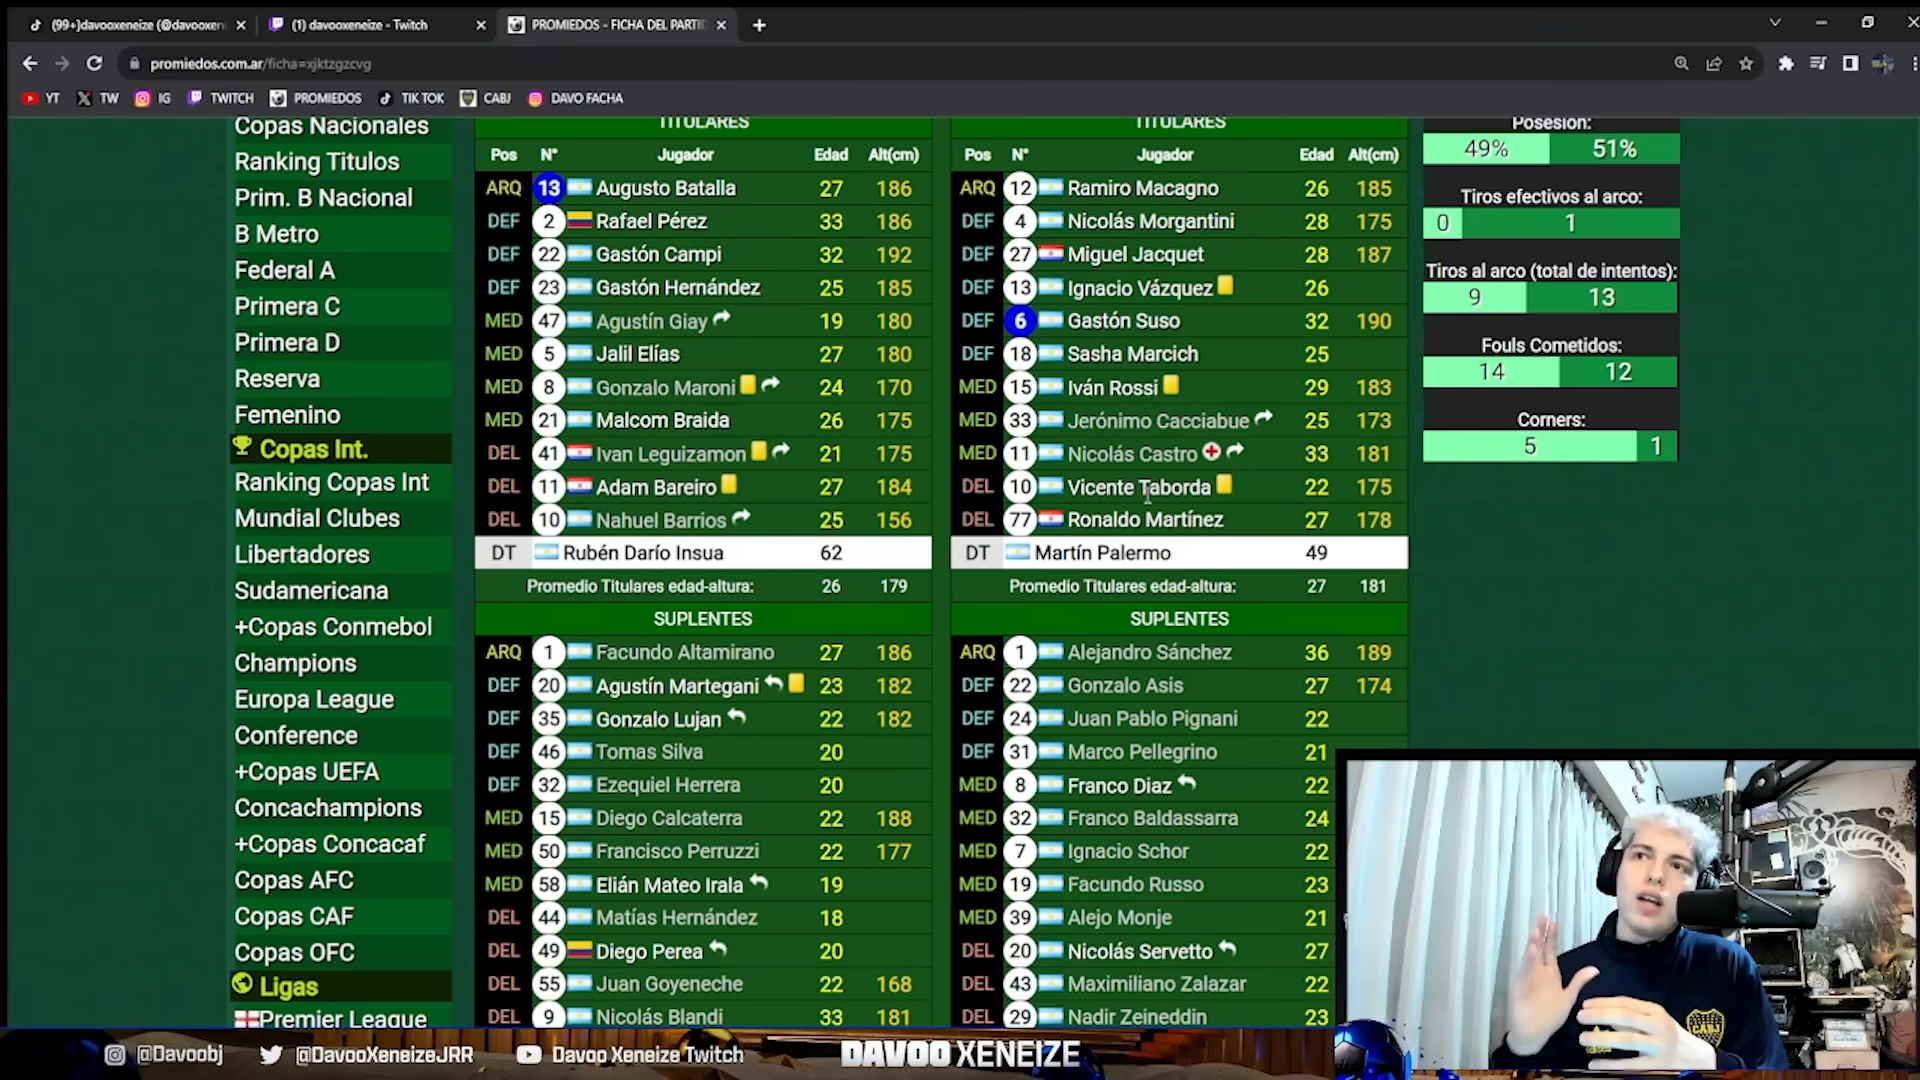 (99+)davooxeneize (@davooxen
(1) davooxeneize - Twitch
PROMIEDOS - FICHA DEL PARTID
promiedos.com.ar/ficha=xjktzgzcvg
YT TW IG TWITCH PROMIEDOS TIK TOK CABJ DAVO FACHA
Copas Nacionales
Ranking Titulos
Prim. B Nacional
B Metro
Federal A
Primera C
Primera D
Reserva
Femenino
Copas Int.
Ranking Copas Int
Mundial Clubes
Libertadores
Sudamericana
+Copas Conmebol
Champions
Europa League
Conference
+Copas UEFA
Concachampions
+Copas Concacaf
Copas AFC
Copas CAF
Copas OFC
Ligas
Premier League
TITULARES
Pos N° Jugador Edad Alt(cm)
ARQ 13 Augusto Batalla 27 186
DEF 2 Rafael Pérez 33 186
DEF 22 Gastón Campi 32 192
DEF 23 Gastón Hernández 25 185
MED 47 Agustín Giay 19 180
MED 5 Jalil Elías 27 180
MED 8 Gonzalo Maroni 24 170
MED 21 Malcom Braida 26 175
DEL 41 Ivan Leguizamon 21 175
DEL 11 Adam Bareiro 27 184
DEL 10 Nahuel Barrios 25 156
DT Rubén Darío Insua 62
Promedio Titulares edad-altura: 26 179
SUPLENTES
ARQ 1 Facundo Altamirano 27 186
DEF 20 Agustín Martegani 23 182
DEF 35 Gonzalo Lujan 22 182
DEF 46 Tomas Silva 20
DEF 32 Ezequiel Herrera 20
MED 15 Diego Calcaterra 22 188
MED 50 Francisco Perruzzi 22 177
MED 58 Elián Mateo Irala 19
DEL 44 Matías Hernández 18
DEL 49 Diego Perea 20
DEL 55 Juan Goyeneche 22 168
DEL 9 Nicolás Blandi 33 181
TITULARES
Pos N° Jugador Edad Alt(cm)
ARQ 12 Ramiro Macagno 26 185
DEF 4 Nicolás Morgantini 28 175
DEF 27 Miguel Jacquet 28 187
DEF 13 Ignacio Vázquez 26
DEF 6 Gastón Suso 32 190
DEF 18 Sasha Marcich 25
MED 15 Iván Rossi 29 183
MED 33 Jerónimo Cacciabue 25 173
MED 11 Nicolás Castro 33 181
DEL 10 Vicente Taborda 22 175
DEL 77 Ronaldo Martínez 27 178
DT Martín Palermo 49
Promedio Titulares edad-altura: 27 181
SUPLENTES
ARQ 1 Alejandro Sánchez 36 189
DEF 22 Gonzalo Asis 27 174
DEF 24 Juan Pablo Pignani 22
DEF 31 Marco Pellegrino 21
MED 8 Franco Diaz 22
MED 32 Franco Baldassarra 24
MED 7 Ignacio Schor 22
MED 19 Facundo Russo 23
MED 39 Alejo Monje 21
DEL 20 Nicolás Servetto 27
DEL 43 Maximiliano Zalazar 22
DEL 29 Nadir Zeineddin 23
Posesion:
49% 51%
Tiros efectivos al arco:
0 1
Tiros al arco (total de intentos):
9 13
Fouls Cometidos:
14 12
Corners:
5 1
CABJ
@Davoobj @DavooXeneizeJRR Davoo Xeneize Twitch DAVOO XENEIZE